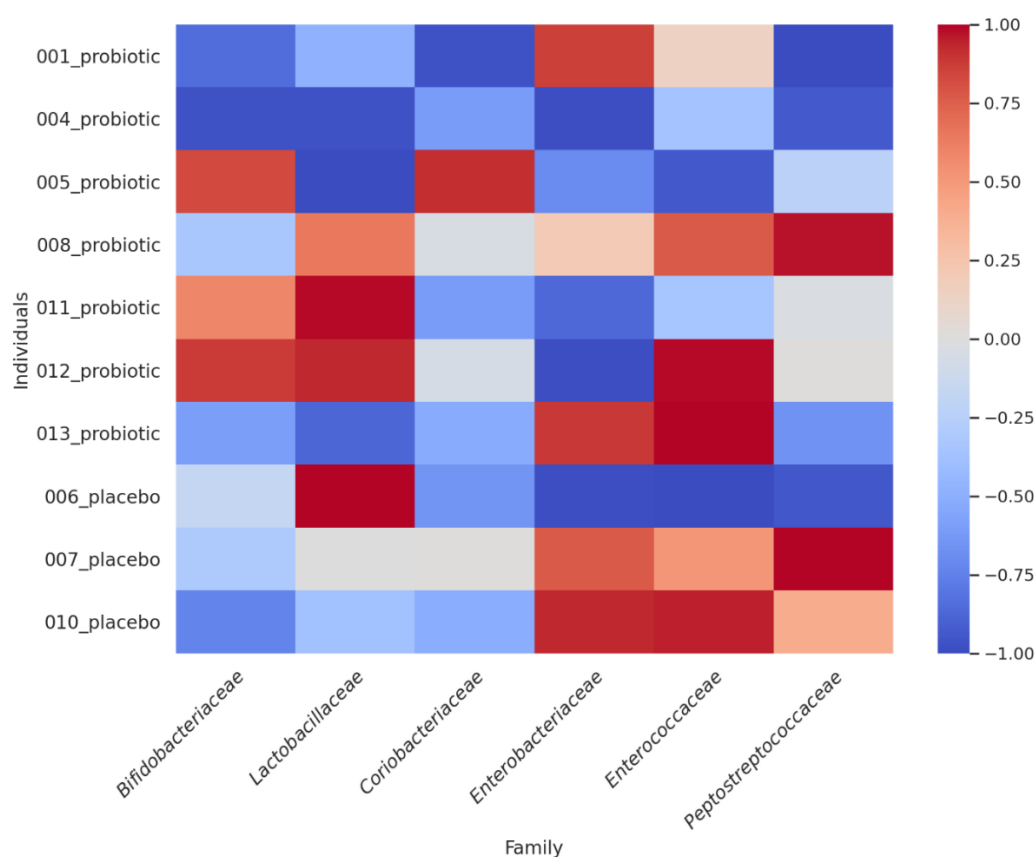 Individuals
001_probiotic
004_probiotic
005_probiotic
008_probiotic
011_probiotic
012_probiotic
013_probiotic
006_placebo
007_placebo
010_placebo
Bifidobacteriaceae
Lactobacillaceae
Coriobacteriaceae
Enterobacteriaceae
Enterococcaceae
Peptostreptococcaceae
Family
1.00
0.75
0.50
0.25
0.00
−0.25
−0.50
−0.75
−1.00